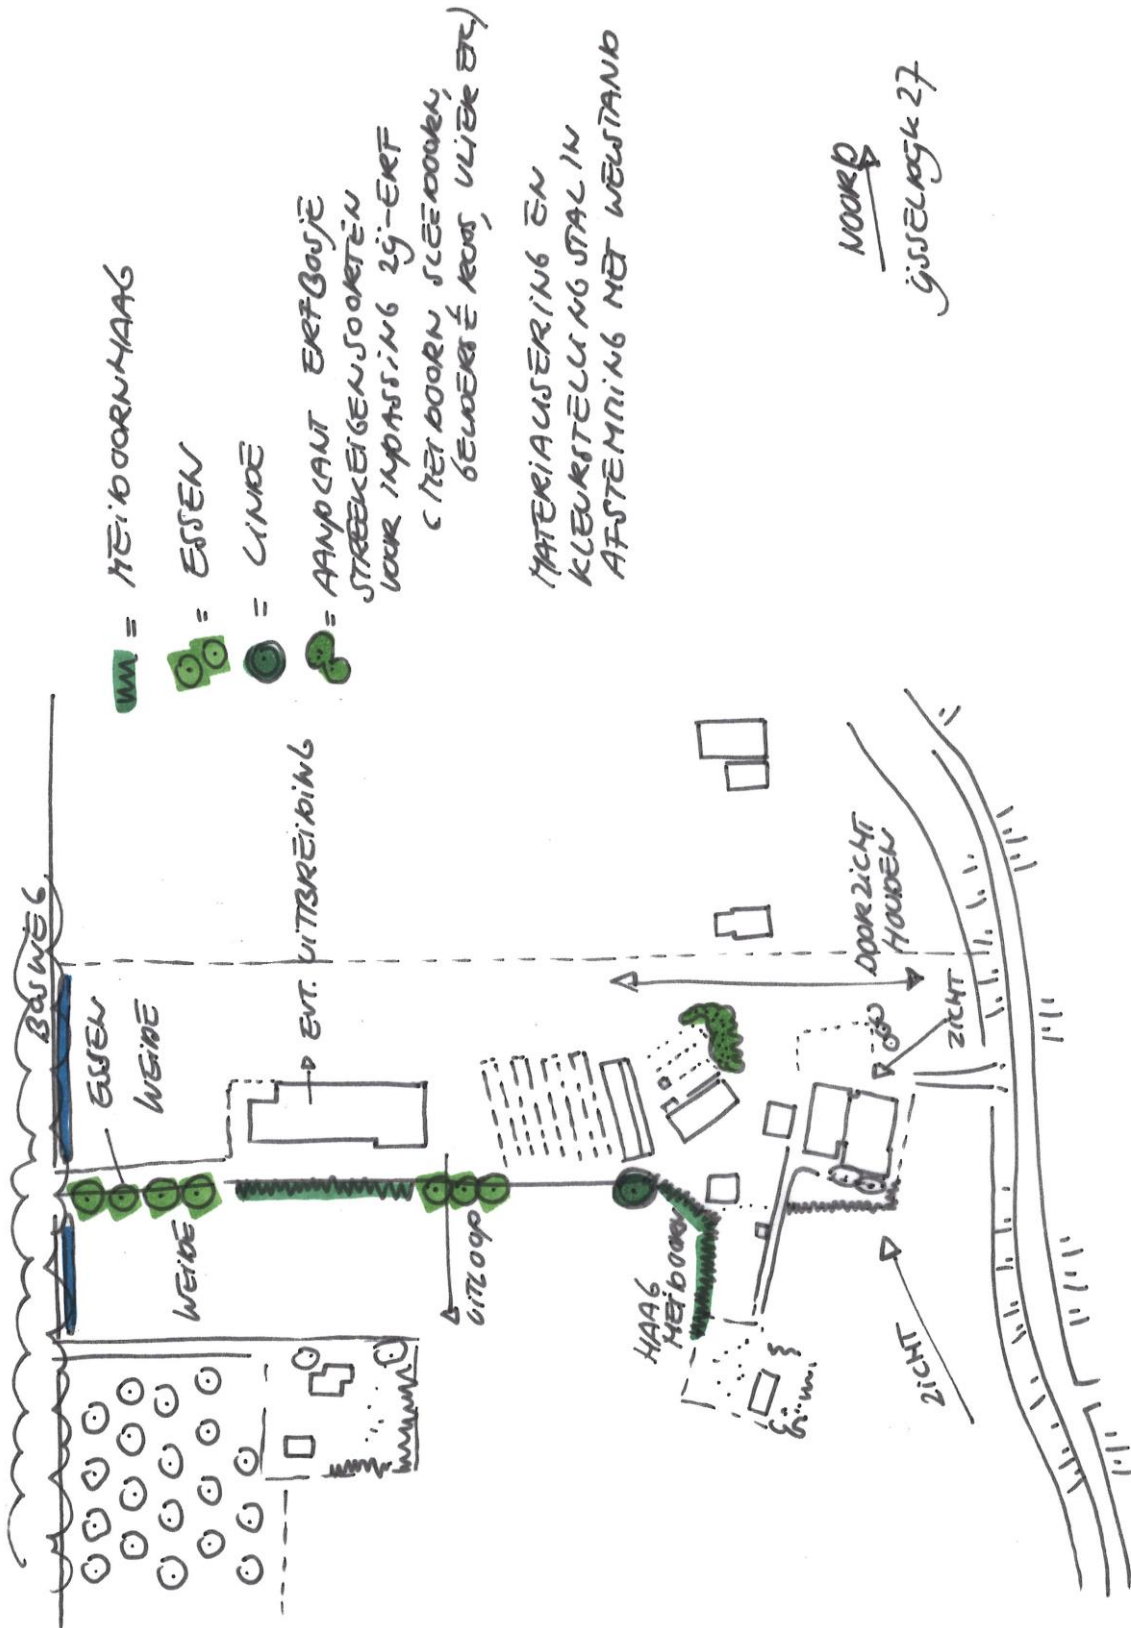 = MEIDOORNHAAG
= ESSEN
= LINDE
= AANPLANT ERFBOSJE
STREEKEIGENSOORTEN
VOOR INPASSING ZIJ-ERF
(MEIDOORN SLEEDOORN,
GELDERSE ROOS, VLIER ETC)
MATERIALISERING EN
KLEURSTELLING STAL IN
AFSTEMMING MET WELSTAND
NOORD
IJSSELDIJK 27
BOSWEG
ESSEN
WEIDE
WEIDE
EVT. UITBREIDING
UITLOOP
HAAG
MEIDOORN
DOORZICHT
HOUDEN
ZICHT
ZICHT